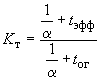 Kт = (1/α + tэфф) / (1/α + tог)